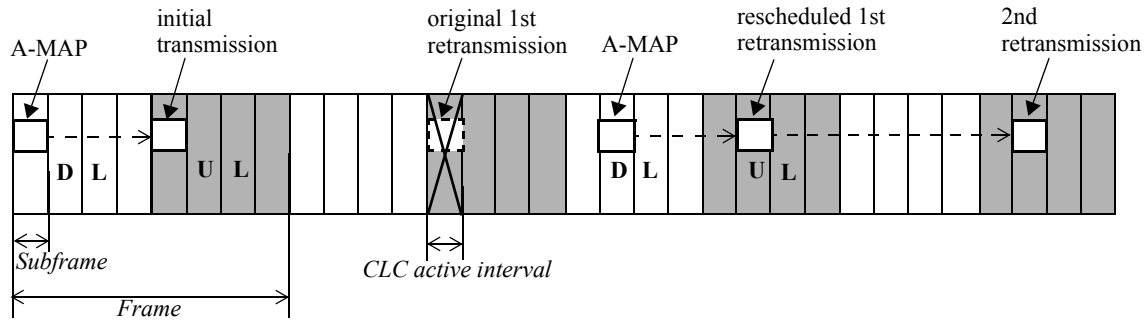 A-MAP
initial
transmission
original 1st
retransmission
A-MAP
rescheduled 1st
retransmission
2nd
retransmission
D L
U L
D L
U L
Subframe
CLC active interval
Frame